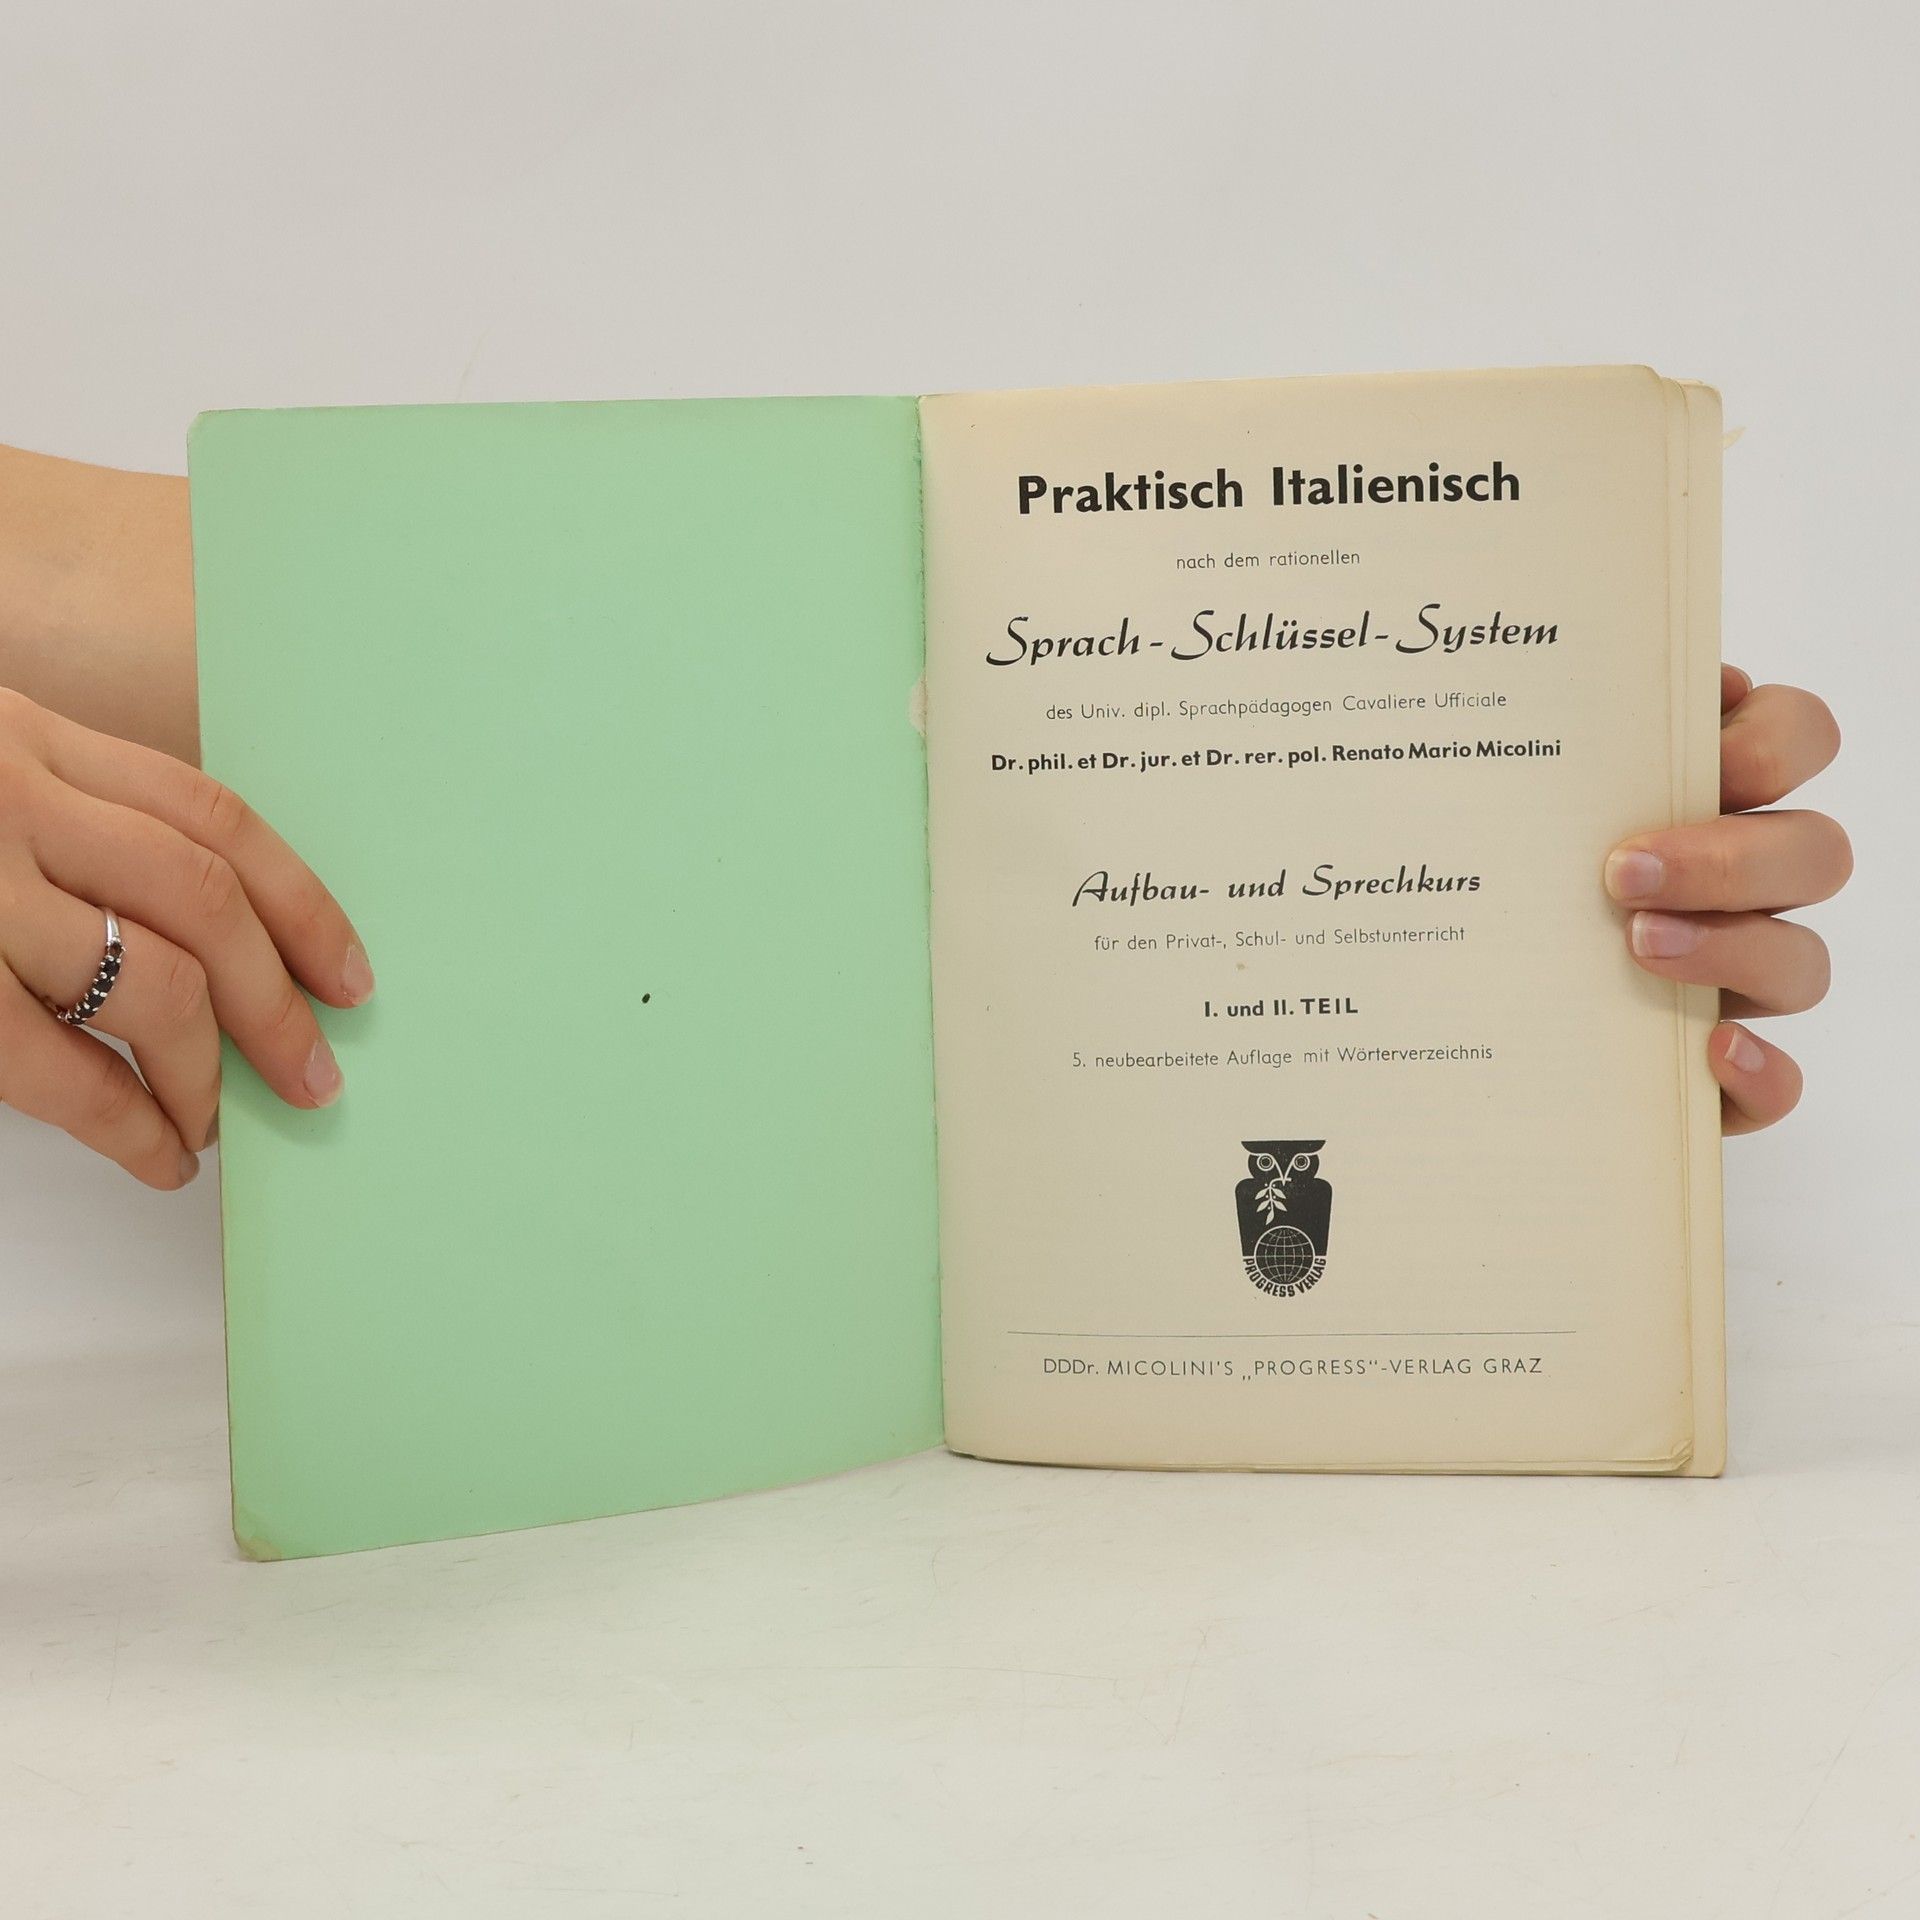 Praktisch Italienisch
nach dem rationellen
Sprach-Schlüssel-System
des Univ. dipl. Sprachpädagogen Cavaliere Ufficiale
Dr. phil. et Dr. jur. et Dr. rer. pol. Renato Mario Micolini
Aufbau- und Sprechkurs
für den Privat-, Schul- und Selbstunterricht
I. und II. TEIL
5. neubearbeitete Auflage mit Wörterverzeichnis
PROGRESS VERLAG
DDDr. MICOLINI'S „PROGRESS“-VERLAG GRAZ